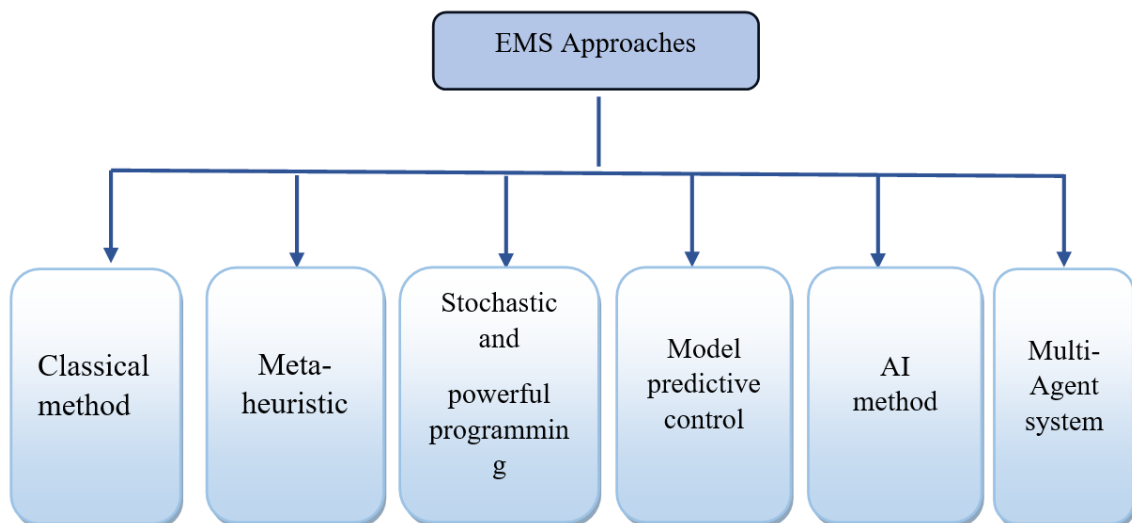 EMS Approaches
Classical
method
Meta-
heuristic
Stochastic
and
powerful
programmin
g
Model
predictive
control
AI
method
Multi-
Agent
system